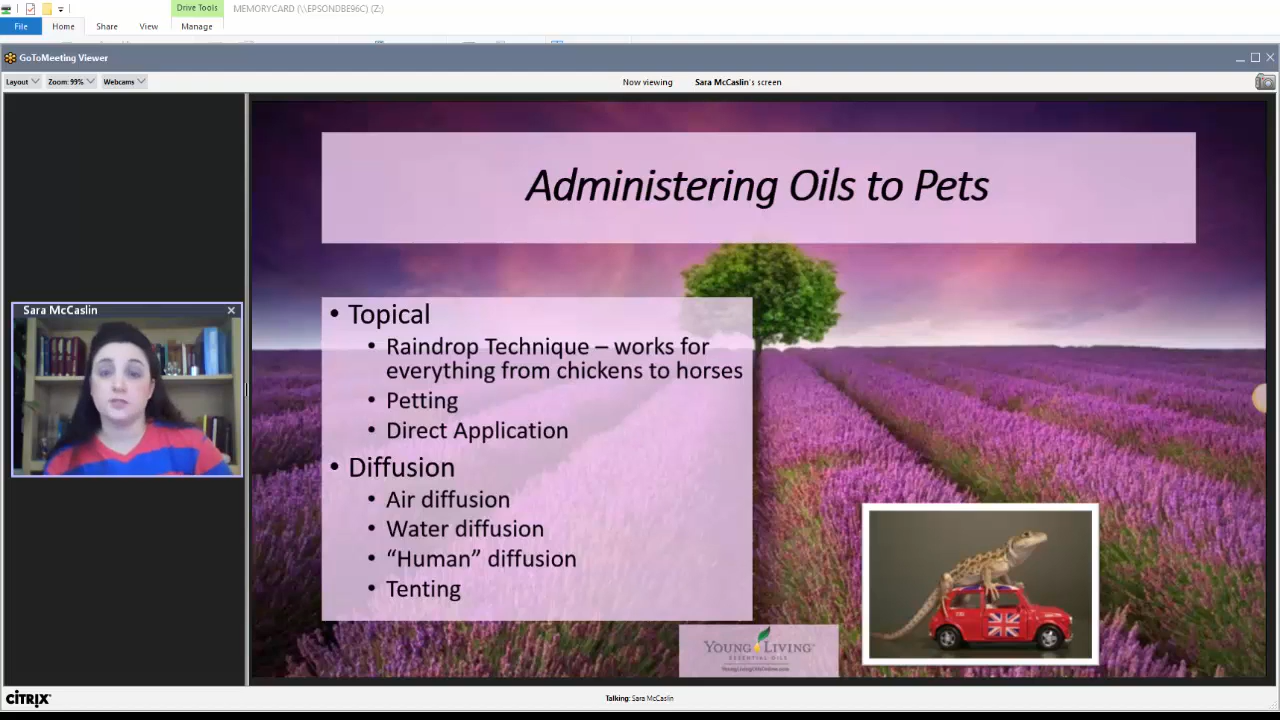 Drive Tools
MEMORYCARD (\\EPSONDBE96C) (Z:)
File
Home
Share
View
Manage
GoToMeeting Viewer
Layout
Zoom: 99%
Webcams
Now viewing
Sara McCaslin's screen
Administering Oils to Pets
Sara McCaslin
• Topical
• Raindrop Technique – works for
everything from chickens to horses
• Petting
• Direct Application
• Diffusion
• Air diffusion
• Water diffusion
• “Human” diffusion
• Tenting
YOUNG LIVING
ESSENTIAL OILS
CİTRIX
Talking: Sara McCaslin